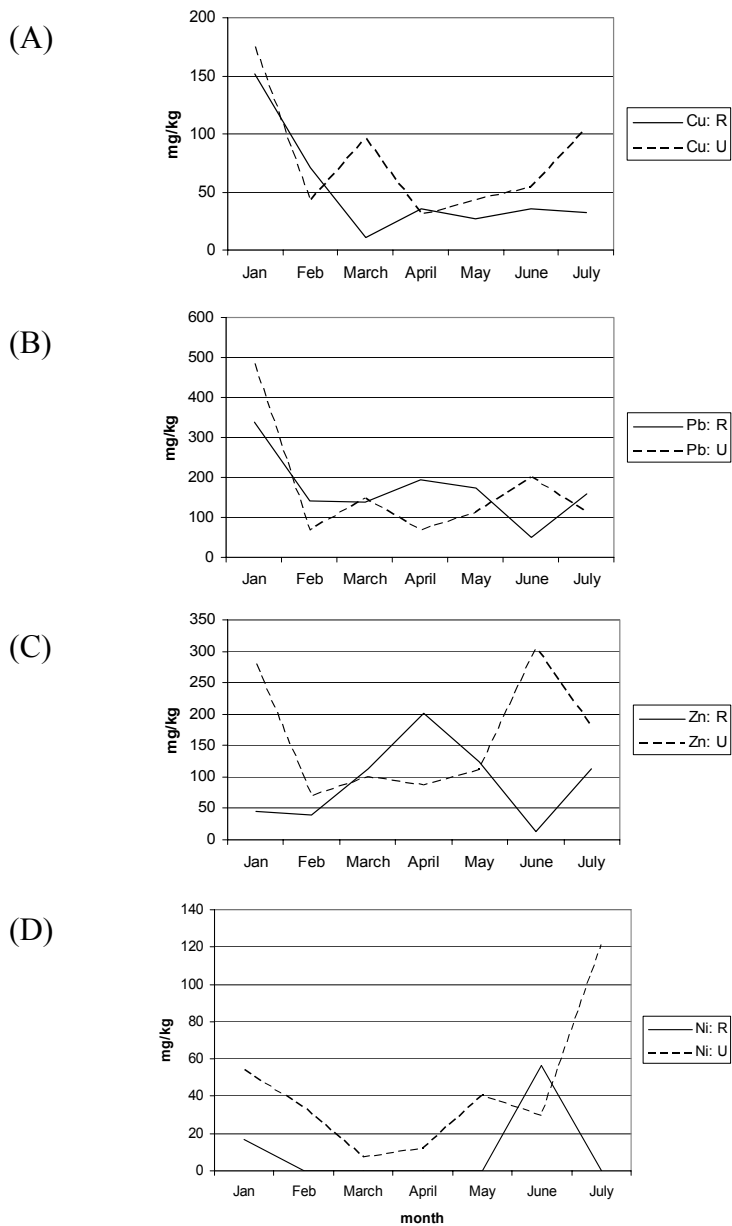 (A)
200
150
100
50
0
mg/kg
Jan Feb March April May June July
Cu: R
Cu: U
(B)
600
500
400
300
200
100
0
mg/kg
Jan Feb March April May June July
Pb: R
Pb: U
(C)
350
300
250
200
150
100
50
0
mg/kg
Jan Feb March April May June July
Zn: R
Zn: U
(D)
140
120
100
80
60
40
20
0
mg/kg
Jan Feb March April May June July
month
Ni: R
Ni: U